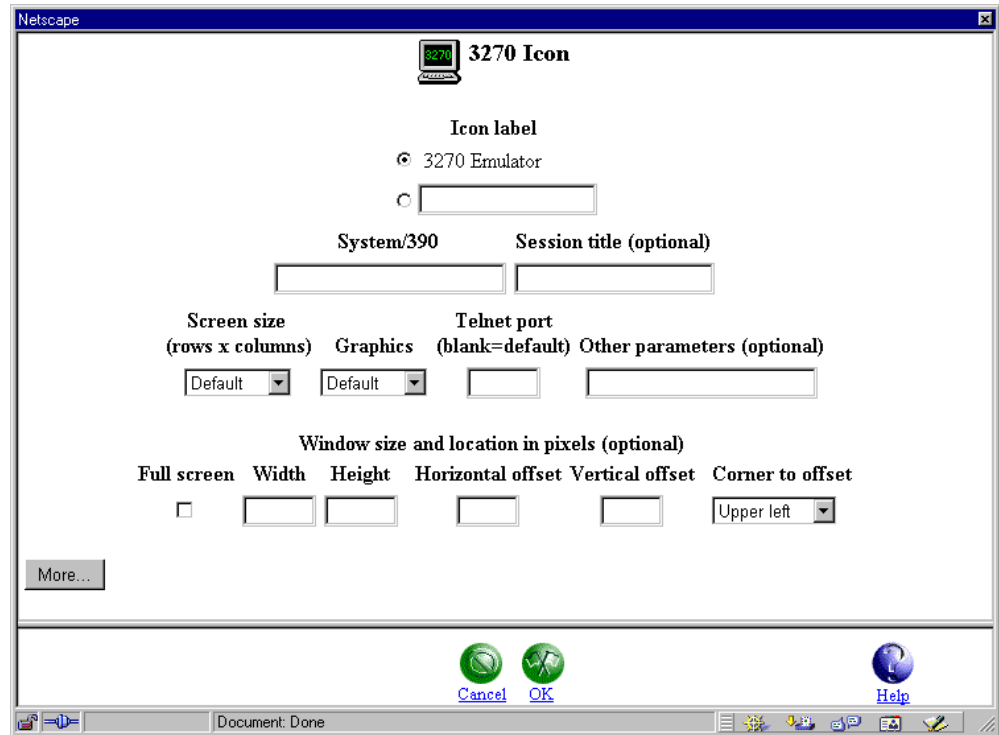 Netscape
3270 3270 Icon
Icon label
3270 Emulator
System/390 Session title (optional)
Screen size Telnet port
(rows x columns) Graphics (blank=default) Other parameters (optional)
Default Default
Window size and location in pixels (optional)
Full screen Width Height Horizontal offset Vertical offset Corner to offset
Upper left
More...
Cancel OK Help
Document: Done